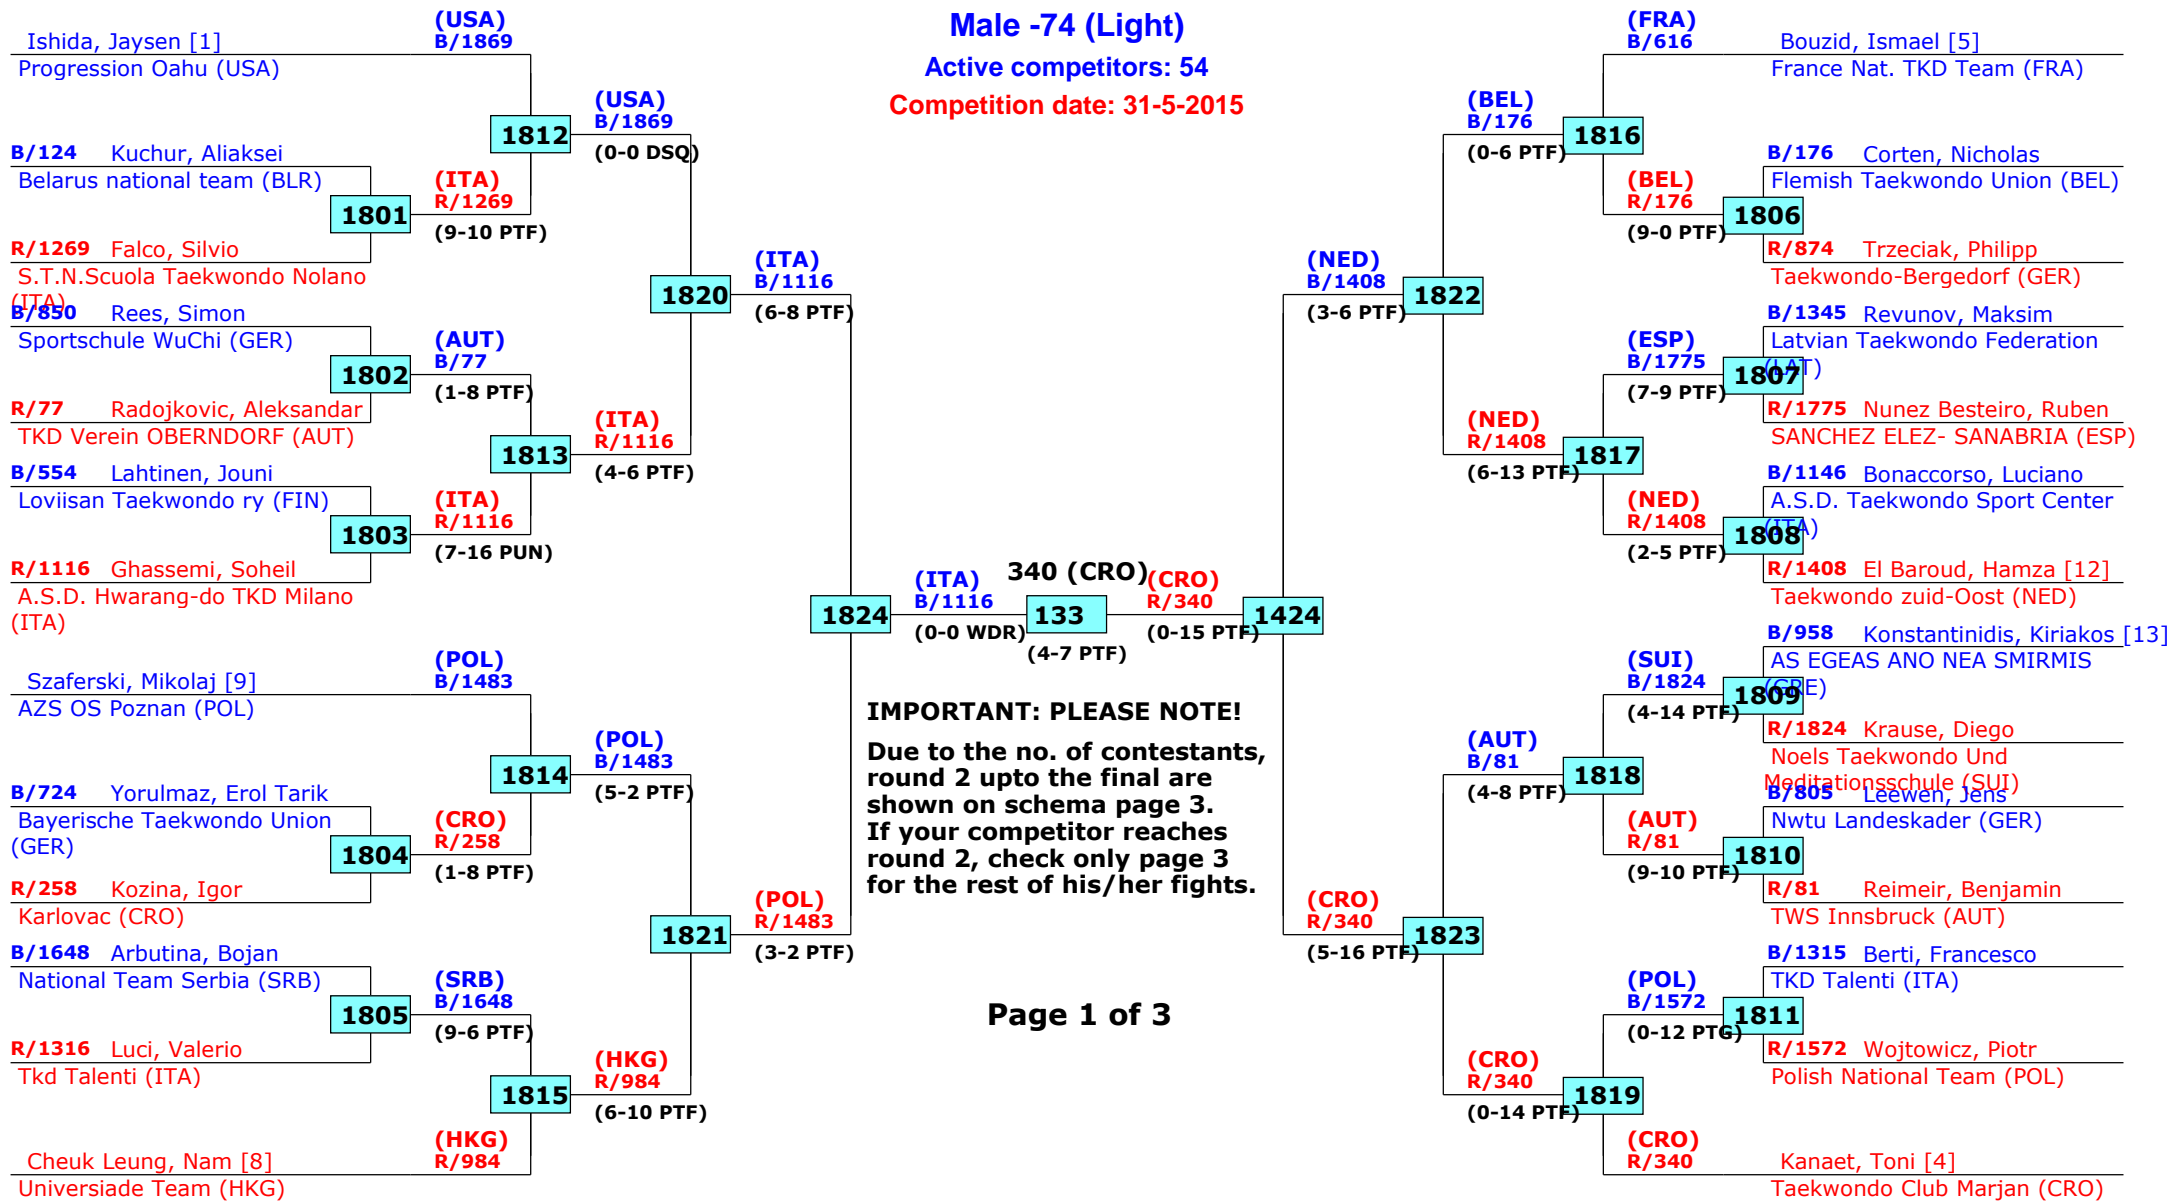 Male -74 (Light)
Active competitors: 54
Competition date: 31-5-2015
Ishida, Jaysen [1]
Progression Oahu (USA)
(USA)
B/1869
B/124 Kuchur, Aliaksei
Belarus national team (BLR)
1801
R/1269 Falco, Silvio
S.T.N.Scuola Taekwondo Nolano
(ITA)
(ITA)
R/1269
(9-10 PTF)
1812
(USA)
B/1869
(0-0 DSQ)
B/850 Rees, Simon
Sportschule WuChi (GER)
1802
R/77 Radojkovic, Aleksandar
TKD Verein OBERNDORF (AUT)
(AUT)
B/77
(1-8 PTF)
B/554 Lahtinen, Jouni
Loviisan Taekwondo ry (FIN)
1803
R/1116 Ghassemi, Soheil
A.S.D. Hwarang-do TKD Milano
(ITA)
(ITA)
R/1116
(7-16 PUN)
1813
(ITA)
R/1116
(4-6 PTF)
1820
(ITA)
B/1116
(6-8 PTF)
Szaferski, Mikolaj [9]
AZS OS Poznan (POL)
(POL)
B/1483
B/724 Yorulmaz, Erol Tarik
Bayerische Taekwondo Union
(GER)
1804
R/258 Kozina, Igor
Karlovac (CRO)
(CRO)
R/258
(1-8 PTF)
1814
(POL)
B/1483
(5-2 PTF)
B/1648 Arbutina, Bojan
National Team Serbia (SRB)
1805
R/1316 Luci, Valerio
Tkd Talenti (ITA)
(SRB)
B/1648
(9-6 PTF)
1815
(HKG)
R/984
(6-10 PTF)
Cheuk Leung, Nam [8]
Universiade Team (HKG)
(HKG)
R/984
1821
(POL)
R/1483
(3-2 PTF)
1824
(ITA)
B/1116
(0-0 WDR)
340 (CRO)
133
(4-7 PTF)
(CRO)
R/340
(0-15 PTF)
1424
IMPORTANT: PLEASE NOTE!
Due to the no. of contestants,
round 2 upto the final are
shown on schema page 3.
If your competitor reaches
round 2, check only page 3
for the rest of his/her fights.
Page 1 of 3
(FRA)
B/616
Bouzid, Ismael [5]
France Nat. TKD Team (FRA)
(BEL)
B/176
(0-6 PTF)
1816
B/176 Corten, Nicholas
Flemish Taekwondo Union (BEL)
(BEL)
R/176
(9-0 PTF)
1806
R/874 Trzeciak, Philipp
Taekwondo-Bergedorf (GER)
(NED)
B/1408
(3-6 PTF)
1822
B/1345 Revunov, Maksim
Latvian Taekwondo Federation
(LAT)
(ESP)
B/1775
(7-9 PTF)
1807
R/1775 Nunez Besteiro, Ruben
SANCHEZ ELEZ- SANABRIA (ESP)
(NED)
R/1408
(6-13 PTF)
1817
B/1146 Bonaccorso, Luciano
A.S.D. Taekwondo Sport Center
(ITA)
(NED)
R/1408
(2-5 PTF)
1808
R/1408 El Baroud, Hamza [12]
Taekwondo zuid-Oost (NED)
B/958 Konstantinidis, Kiriakos [13]
AS EGEAS ANO NEA SMIRMIS
(GRE)
(SUI)
B/1824
(4-14 PTF)
1809
R/1824 Krause, Diego
Noels Taekwondo Und
Meditationsschule (SUI)
(AUT)
B/81
(4-8 PTF)
1818
B/805 Leewen, Jens
Nwtu Landeskader (GER)
(AUT)
R/81
(9-10 PTF)
1810
R/81 Reimeir, Benjamin
TWS Innsbruck (AUT)
(CRO)
R/340
(5-16 PTF)
1823
B/1315 Berti, Francesco
TKD Talenti (ITA)
(POL)
B/1572
(0-12 PTG)
1811
R/1572 Wojtowicz, Piotr
Polish National Team (POL)
(CRO)
R/340
(0-14 PTF)
1819
(CRO)
R/340
Kanaet, Toni [4]
Taekwondo Club Marjan (CRO)